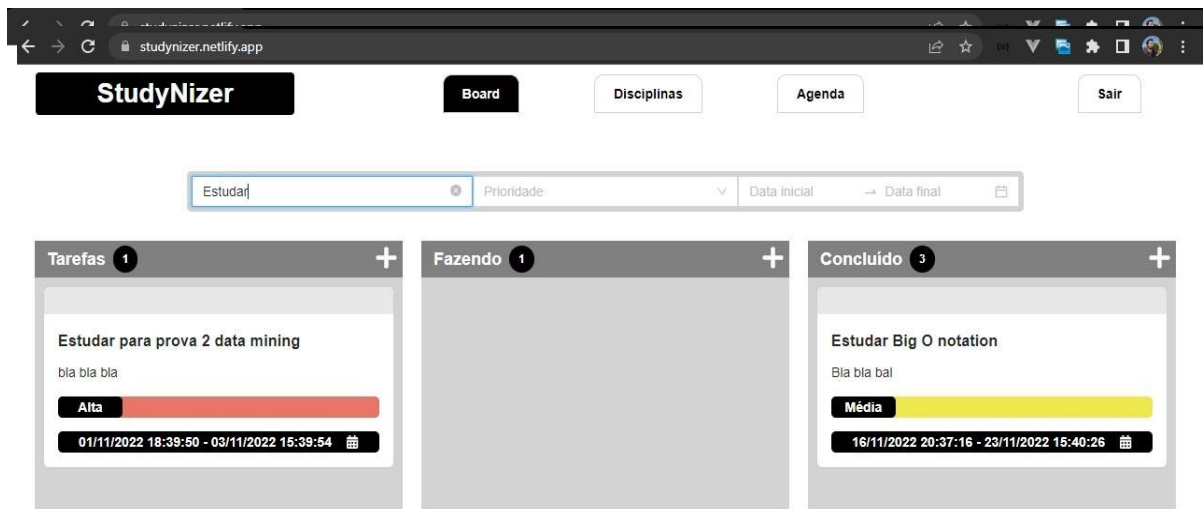 studynizer.netlify.app
StudyNizer
Board
Disciplinas
Agenda
Sair
Estudar
Prioridade
Data inicial → Data final
Tarefas 1
Fazendo 1
Concluído 3
Estudar para prova 2 data mining
bla bla bla
Alta
01/11/2022 18:39:50 - 03/11/2022 15:39:54
Estudar Big O notation
Bla bla bal
Média
16/11/2022 20:37:16 - 23/11/2022 15:40:26